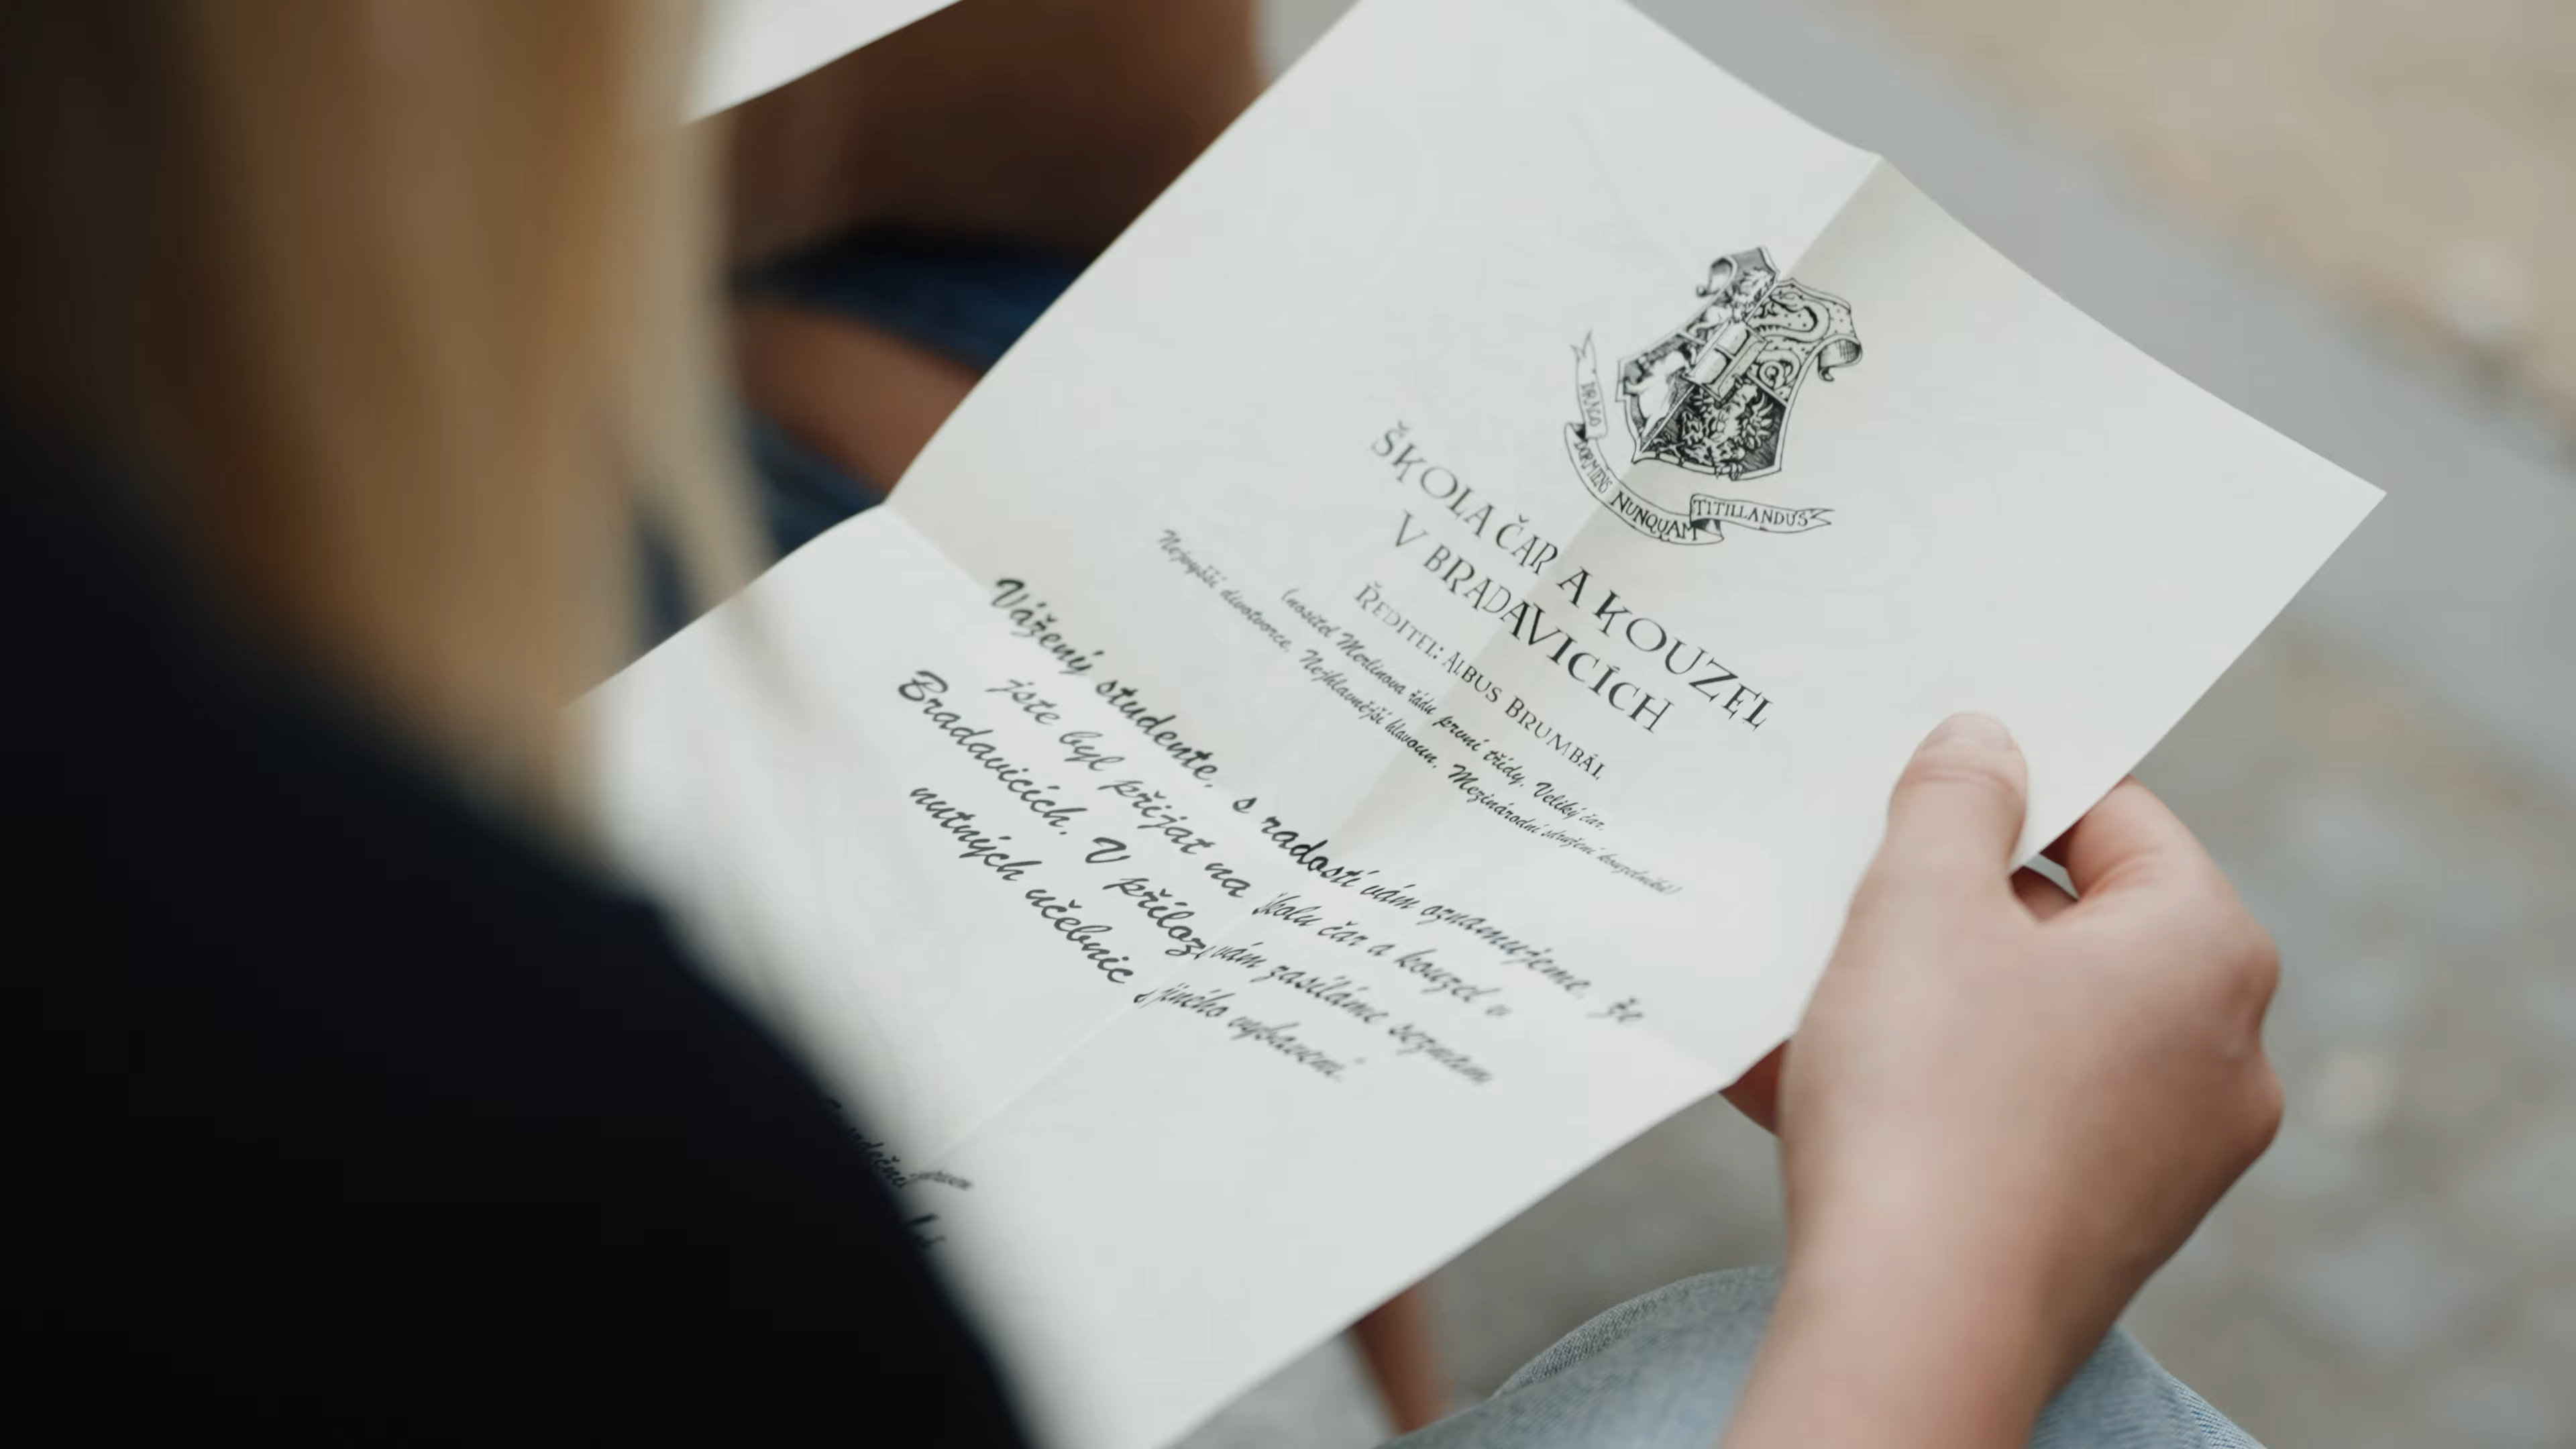 DRACO DORMIENS NUNQUAM TITILLANDUS
ŠKOLA ČAR A KOUZEL
V BRADAVICÍCH
ŘEDITEL: ALBUS BRUMBÁL
(nositel Merlinova řádu první třídy, Veliký čar,
Nejvyšší divotvorce, Nejhlavnější hlavoun, Mezinárodní sdružení kouzelníků)
Vážený studente, s radostí vám oznamujeme, že
jste byl přijat na školu čar a kouzel v
Bradavicích. V příloze vám zasíláme seznam
nutných učebnic jiného vybavení.